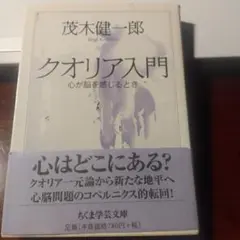 茂木健一郎
クオリア入門
心が脳を感じるとき
心はどこにある?
クオリア一元論から新たな地平へ
心脳問題のコペルニクス的転回!
ちくま学芸文庫